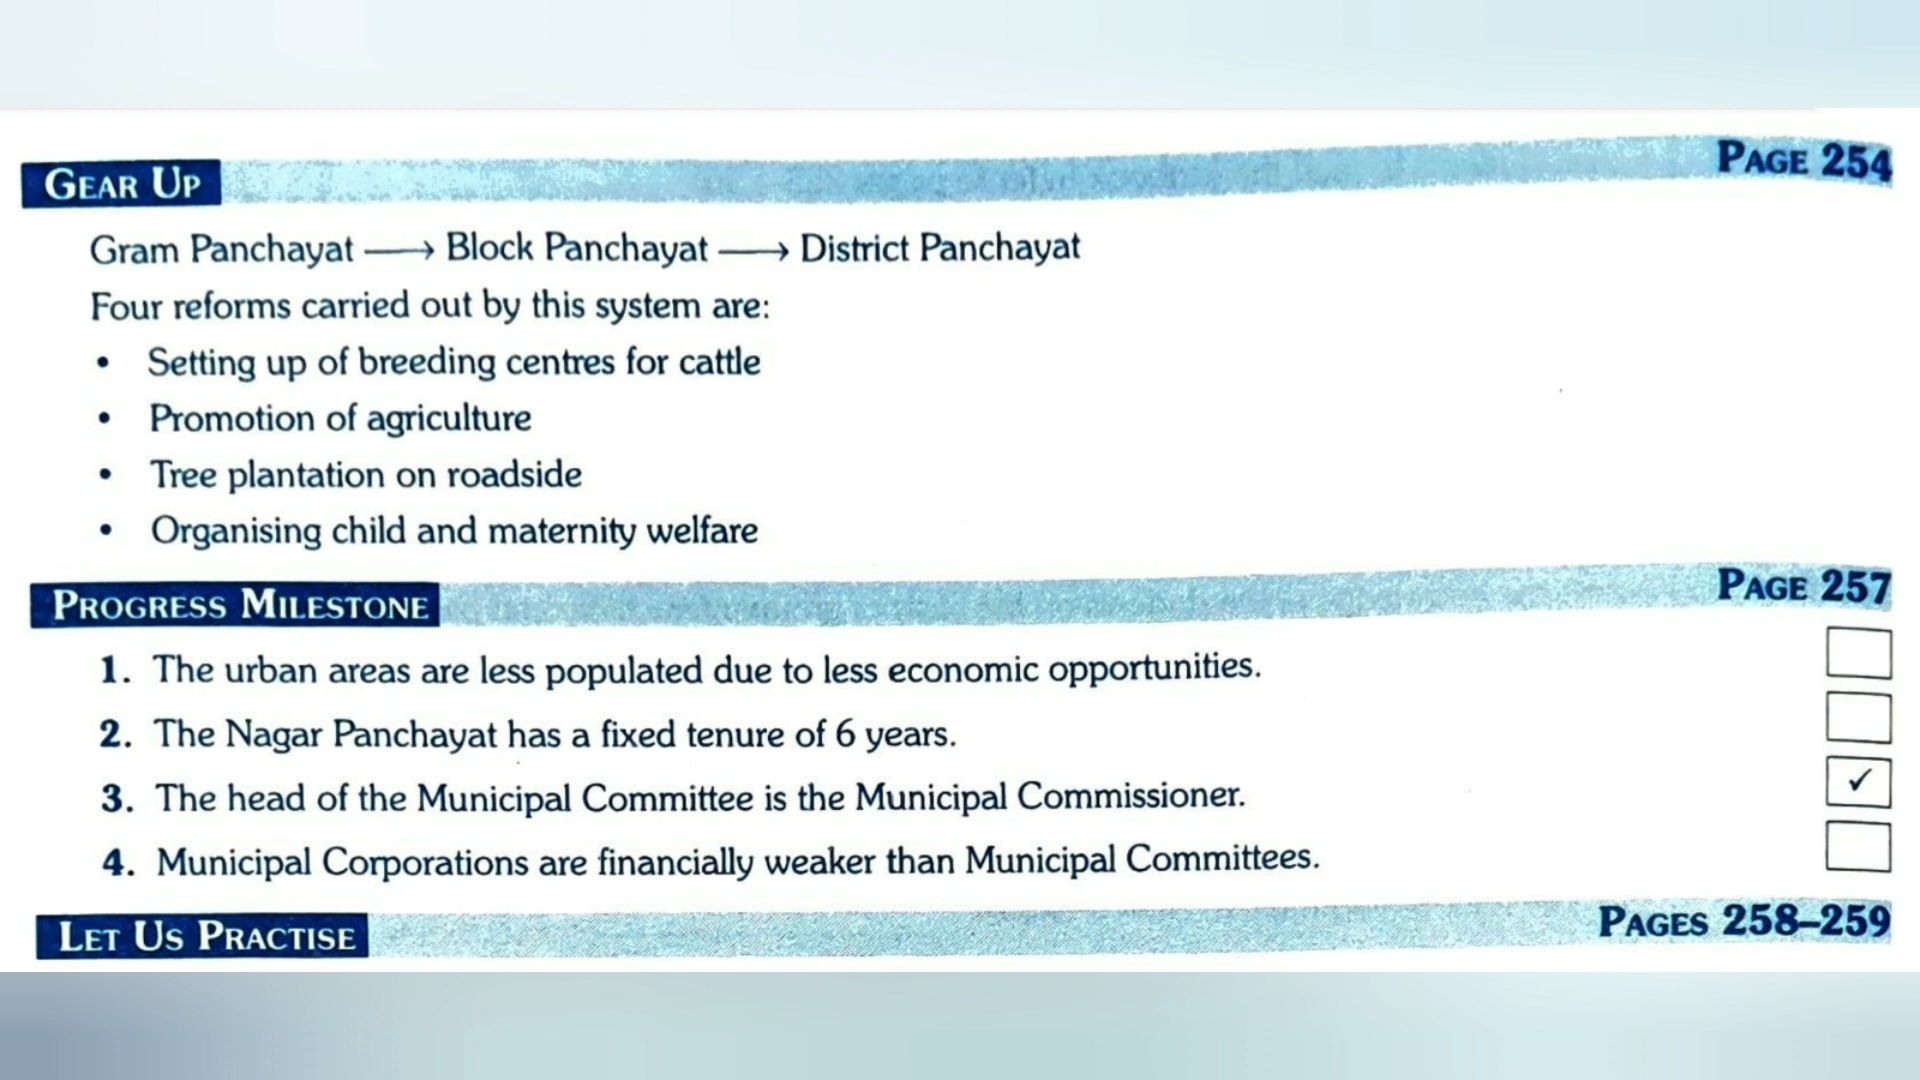 GEAR UP PAGE 254
Gram Panchayat ⟶ Block Panchayat ⟶ District Panchayat
Four reforms carried out by this system are:
• Setting up of breeding centres for cattle
• Promotion of agriculture
• Tree plantation on roadside
• Organising child and maternity welfare
PROGRESS MILESTONE PAGE 257
1. The urban areas are less populated due to less economic opportunities.
2. The Nagar Panchayat has a fixed tenure of 6 years.
3. The head of the Municipal Committee is the Municipal Commissioner. ✓
4. Municipal Corporations are financially weaker than Municipal Committees.
LET US PRACTISE PAGES 258–259